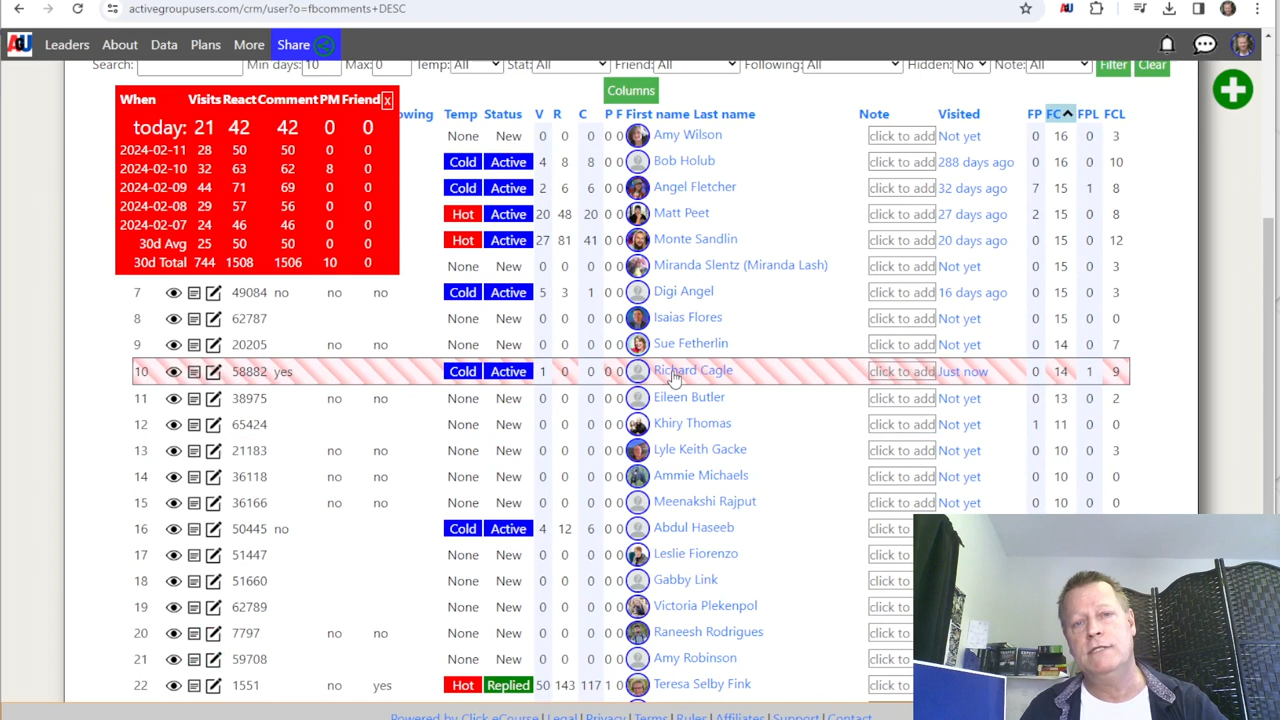 activegroupusers.com/crm/user?o=fbcomments+DESC
AGU Leaders About Data Plans More Share
Search: Min days: 10 Max: 0 Temp: All Stat: All Friend: All Following: All Hidden: No Note: All Filter Clear
Columns
When Visits React Comment PM Friend x
today: 21 42 42 0 0
2024-02-11 28 50 50 0 0
2024-02-10 32 63 62 8 0
2024-02-09 44 71 69 0 0
2024-02-08 29 57 56 0 0
2024-02-07 24 46 46 0 0
30d Avg 25 50 50 0 0
30d Total 744 1508 1506 10 0
owing Temp Status V R C P F First name Last name Note Visited FP FC FPL FCL
None New 0 0 0 0 0 Amy Wilson click to add Not yet 0 16 0 3
Cold Active 4 8 8 0 0 Bob Holub click to add 288 days ago 0 16 0 10
Cold Active 2 6 6 0 0 Angel Fletcher click to add 32 days ago 7 15 1 8
Hot Active 20 48 20 0 0 Matt Peet click to add 27 days ago 2 15 0 8
Hot Active 27 81 41 0 0 Monte Sandlin click to add 20 days ago 0 15 0 12
None New 0 0 0 0 0 Miranda Slentz (Miranda Lash) click to add Not yet 0 15 0 3
7 49084 no no no Cold Active 5 3 1 0 0 Digi Angel click to add 16 days ago 0 15 0 3
8 62787 None New 0 0 0 0 0 Isaias Flores click to add Not yet 0 15 0 0
9 20205 no no None New 0 0 0 0 0 Sue Fetherlin click to add Not yet 0 14 0 7
10 58882 yes Cold Active 1 0 0 0 0 Richard Cagle click to add Just now 0 14 1 9
11 38975 no no None New 0 0 0 0 0 Eileen Butler click to add Not yet 0 13 0 2
12 65424 None New 0 0 0 0 0 Khiry Thomas click to add Not yet 1 11 0 0
13 21183 no no None New 0 0 0 0 0 Lyle Keith Gacke click to add Not yet 0 10 0 3
14 36118 no no None New 0 0 0 0 0 Ammie Michaels click to add Not yet 0 10 0 0
15 36166 no no None New 0 0 0 0 0 Meenakshi Rajput click to add Not yet 0 10 0 0
16 50445 no Cold Active 4 12 6 0 0 Abdul Haseeb click to
17 51447 None New 0 0 0 0 0 Leslie Fiorenzo click to
18 51660 None New 0 0 0 0 0 Gabby Link click to
19 62789 None New 0 0 0 0 0 Victoria Plekenpol click to
20 7797 no no None New 0 0 0 0 0 Raneesh Rodrigues click to
21 59708 None New 0 0 0 0 0 Amy Robinson click to
22 1551 no yes Hot Replied 50 143 117 1 0 Teresa Selby Fink click to
Powered by Click eCourse | Legal | Privacy | Terms | Rules | Affiliates | Support | Contact